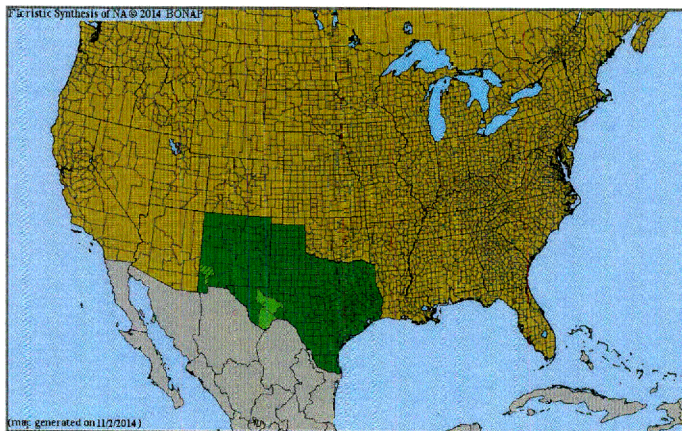 Floristic Synthesis of NA © 2014 BONAP
(map generated on 11/2/2014)